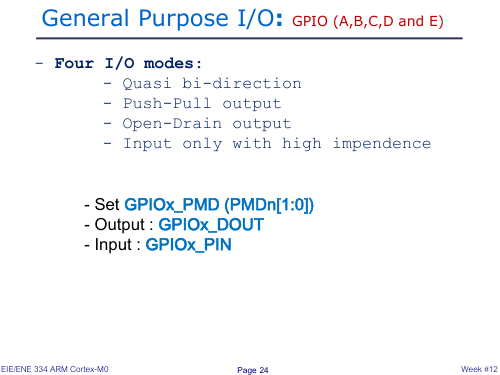 General Purpose I/O: GPIO (A,B,C,D and E)
- Four I/O modes:
- Quasi bi-direction
- Push-Pull output
- Open-Drain output
- Input only with high impendence
- Set GPIOx_PMD (PMDn[1:0])
- Output : GPIOx_DOUT
- Input : GPIOx_PIN
EIE/ENE 334 ARM Cortex-M0 Page 24 Week #12